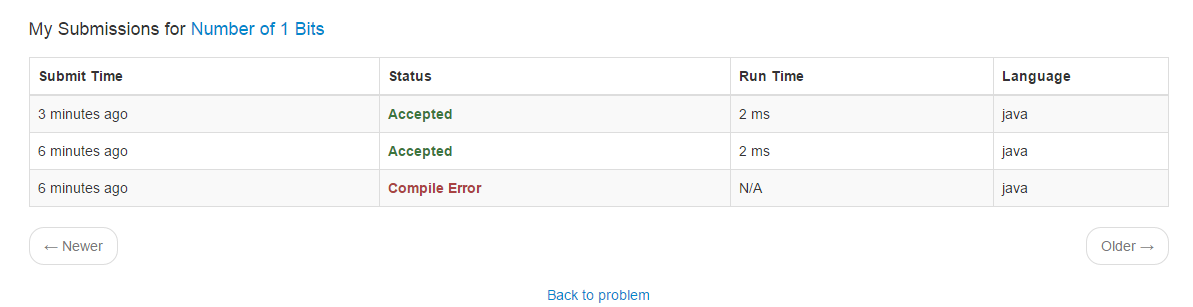 My Submissions for Number of 1 Bits
Submit Time Status Run Time Language
3 minutes ago Accepted 2 ms java
6 minutes ago Accepted 2 ms java
6 minutes ago Compile Error N/A java
← Newer Older →
Back to problem